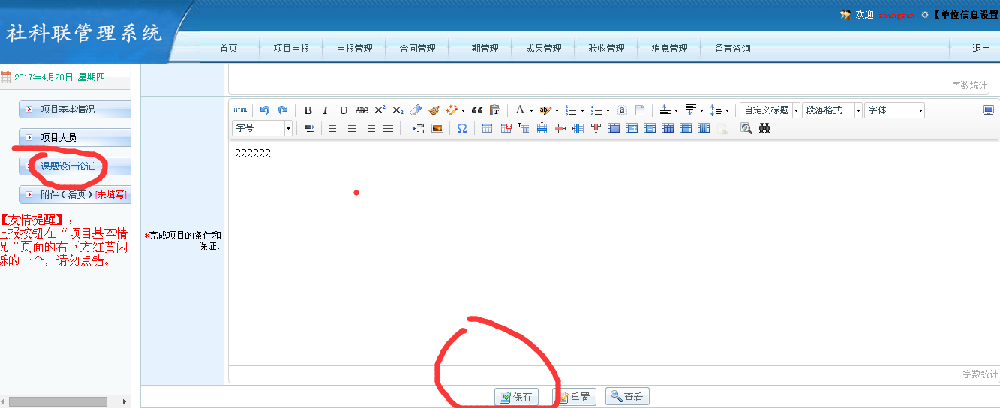 欢迎 zhangsan 【单位信息设置
社科联管理系统
首页 项目申报 申报管理 合同管理 中期管理 成果管理 验收管理 消息管理 留言咨询 退出
2017年4月20日 星期四
项目基本情况
项目人员
课题设计论证
附件（活页）[未填写]
【友情提醒】：
上报按钮在“项目基本情
况 ”页面的右下方红黄闪
烁的一个，请勿点错。
字数统计
HTML B I U ABC X² X₂ A ab 自定义标题 段落格式 字体
字号 Ω
222222
*完成项目的条件和
保证:
字数统计
保存 重置 查看